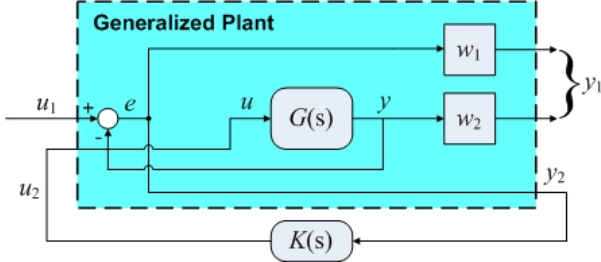 Generalized Plant
w₁
u₁ + e u G(s) y w₂ y₁
-
u₂ y₂
K(s)